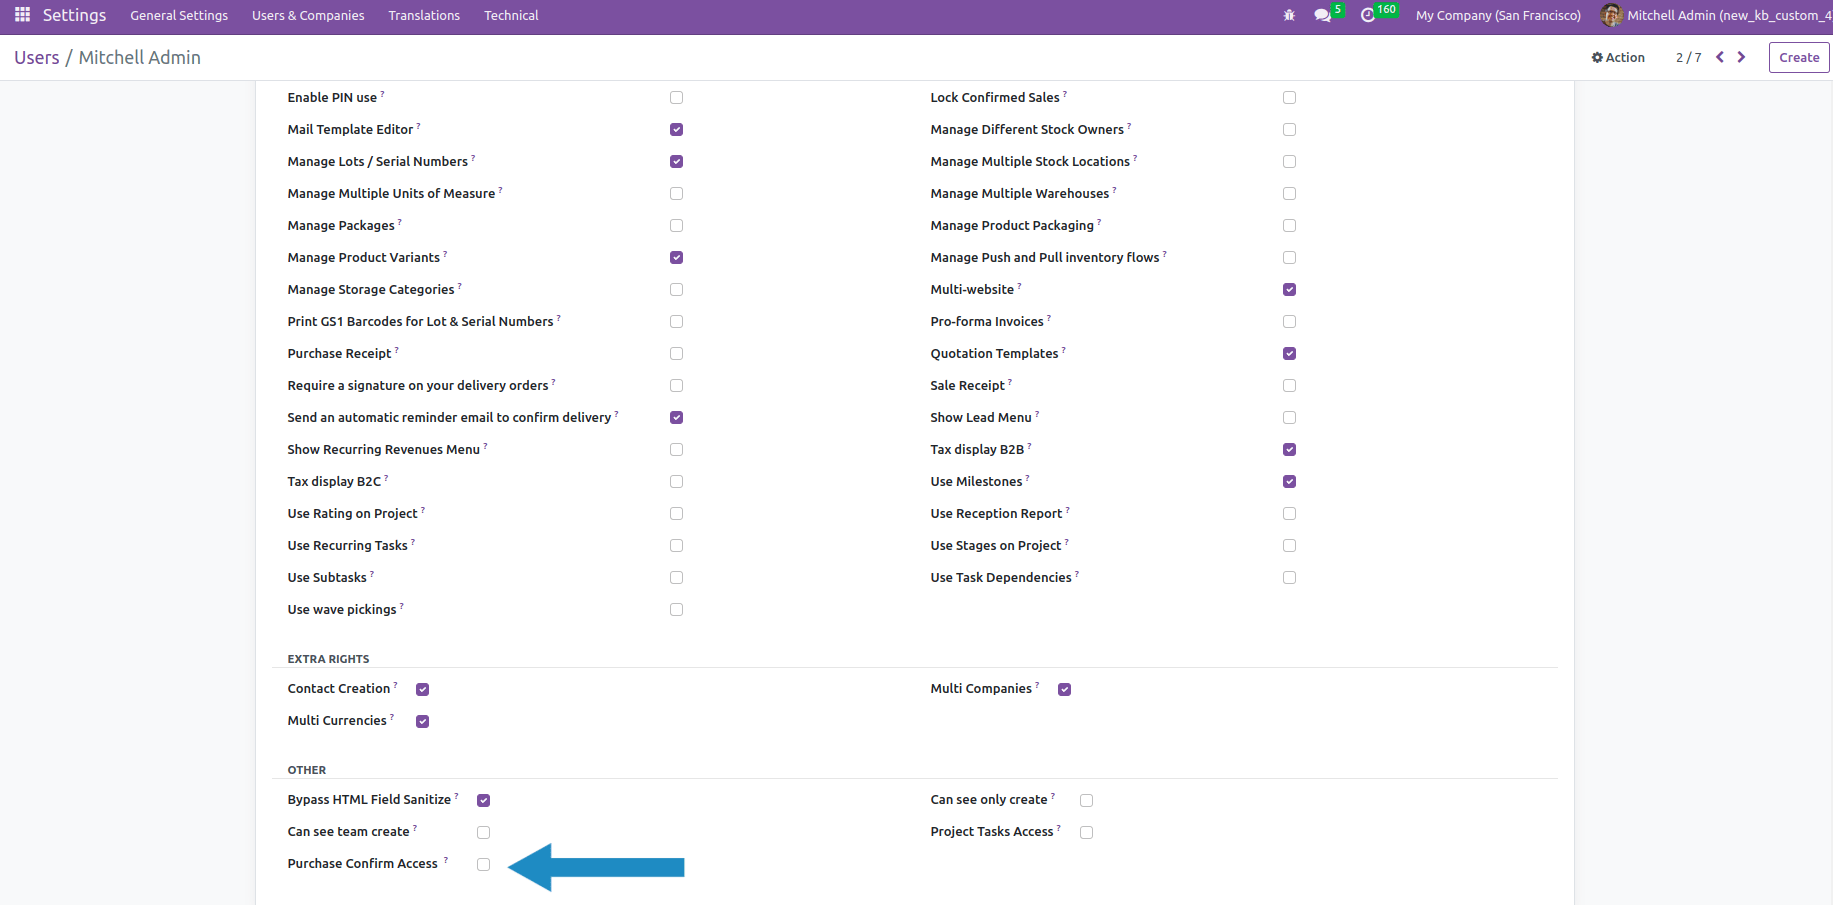 Settings General Settings Users & Companies Translations Technical 5 160 My Company (San Francisco) Mitchell Admin (new_kb_custom_4
Users / Mitchell Admin Action 2 / 7 Create
Enable PIN use ? Lock Confirmed Sales ?
Mail Template Editor ? Manage Different Stock Owners ?
Manage Lots / Serial Numbers ? Manage Multiple Stock Locations ?
Manage Multiple Units of Measure ? Manage Multiple Warehouses ?
Manage Packages ? Manage Product Packaging ?
Manage Product Variants ? Manage Push and Pull inventory flows ?
Manage Storage Categories ? Multi-website ?
Print GS1 Barcodes for Lot & Serial Numbers ? Pro-forma Invoices ?
Purchase Receipt ? Quotation Templates ?
Require a signature on your delivery orders ? Sale Receipt ?
Send an automatic reminder email to confirm delivery ? Show Lead Menu ?
Show Recurring Revenues Menu ? Tax display B2B ?
Tax display B2C ? Use Milestones ?
Use Rating on Project ? Use Reception Report ?
Use Recurring Tasks ? Use Stages on Project ?
Use Subtasks ? Use Task Dependencies ?
Use wave pickings ?
EXTRA RIGHTS
Contact Creation ? Multi Companies ?
Multi Currencies ?
OTHER
Bypass HTML Field Sanitize ? Can see only create ?
Can see team create ? Project Tasks Access ?
Purchase Confirm Access ?